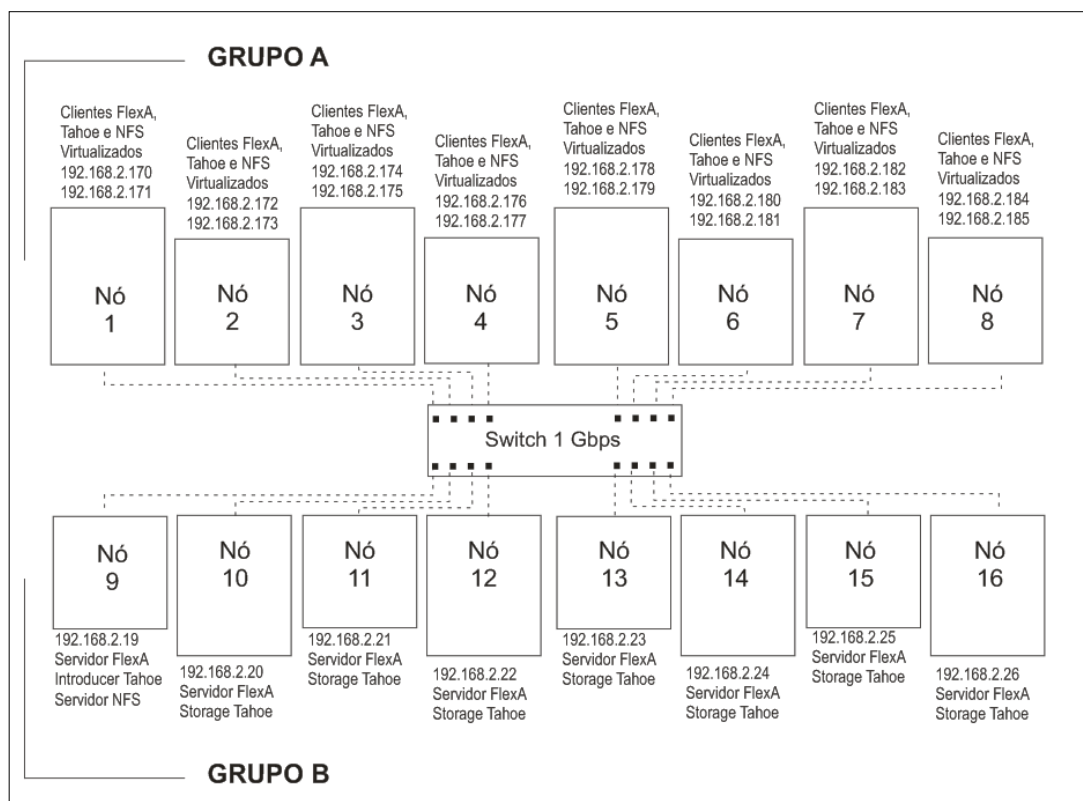 GRUPO A
Clientes FlexA,
Tahoe e NFS
Virtualizados
192.168.2.170
192.168.2.171
Clientes FlexA,
Tahoe e NFS
Virtualizados
192.168.2.172
192.168.2.173
Clientes FlexA,
Tahoe e NFS
Virtualizados
192.168.2.174
192.168.2.175
Clientes FlexA,
Tahoe e NFS
Virtualizados
192.168.2.176
192.168.2.177
Clientes FlexA,
Tahoe e NFS
Virtualizados
192.168.2.178
192.168.2.179
Clientes FlexA,
Tahoe e NFS
Virtualizados
192.168.2.180
192.168.2.181
Clientes FlexA,
Tahoe e NFS
Virtualizados
192.168.2.182
192.168.2.183
Clientes FlexA,
Tahoe e NFS
Virtualizados
192.168.2.184
192.168.2.185
Nó
1
Nó
2
Nó
3
Nó
4
Nó
5
Nó
6
Nó
7
Nó
8
Switch 1 Gbps
Nó
9
Nó
10
Nó
11
Nó
12
Nó
13
Nó
14
Nó
15
Nó
16
192.168.2.19
Servidor FlexA
Introducer Tahoe
Servidor NFS
192.168.2.20
Servidor FlexA
Storage Tahoe
192.168.2.21
Servidor FlexA
Storage Tahoe
192.168.2.22
Servidor FlexA
Storage Tahoe
192.168.2.23
Servidor FlexA
Storage Tahoe
192.168.2.24
Servidor FlexA
Storage Tahoe
192.168.2.25
Servidor FlexA
Storage Tahoe
192.168.2.26
Servidor FlexA
Storage Tahoe
GRUPO B